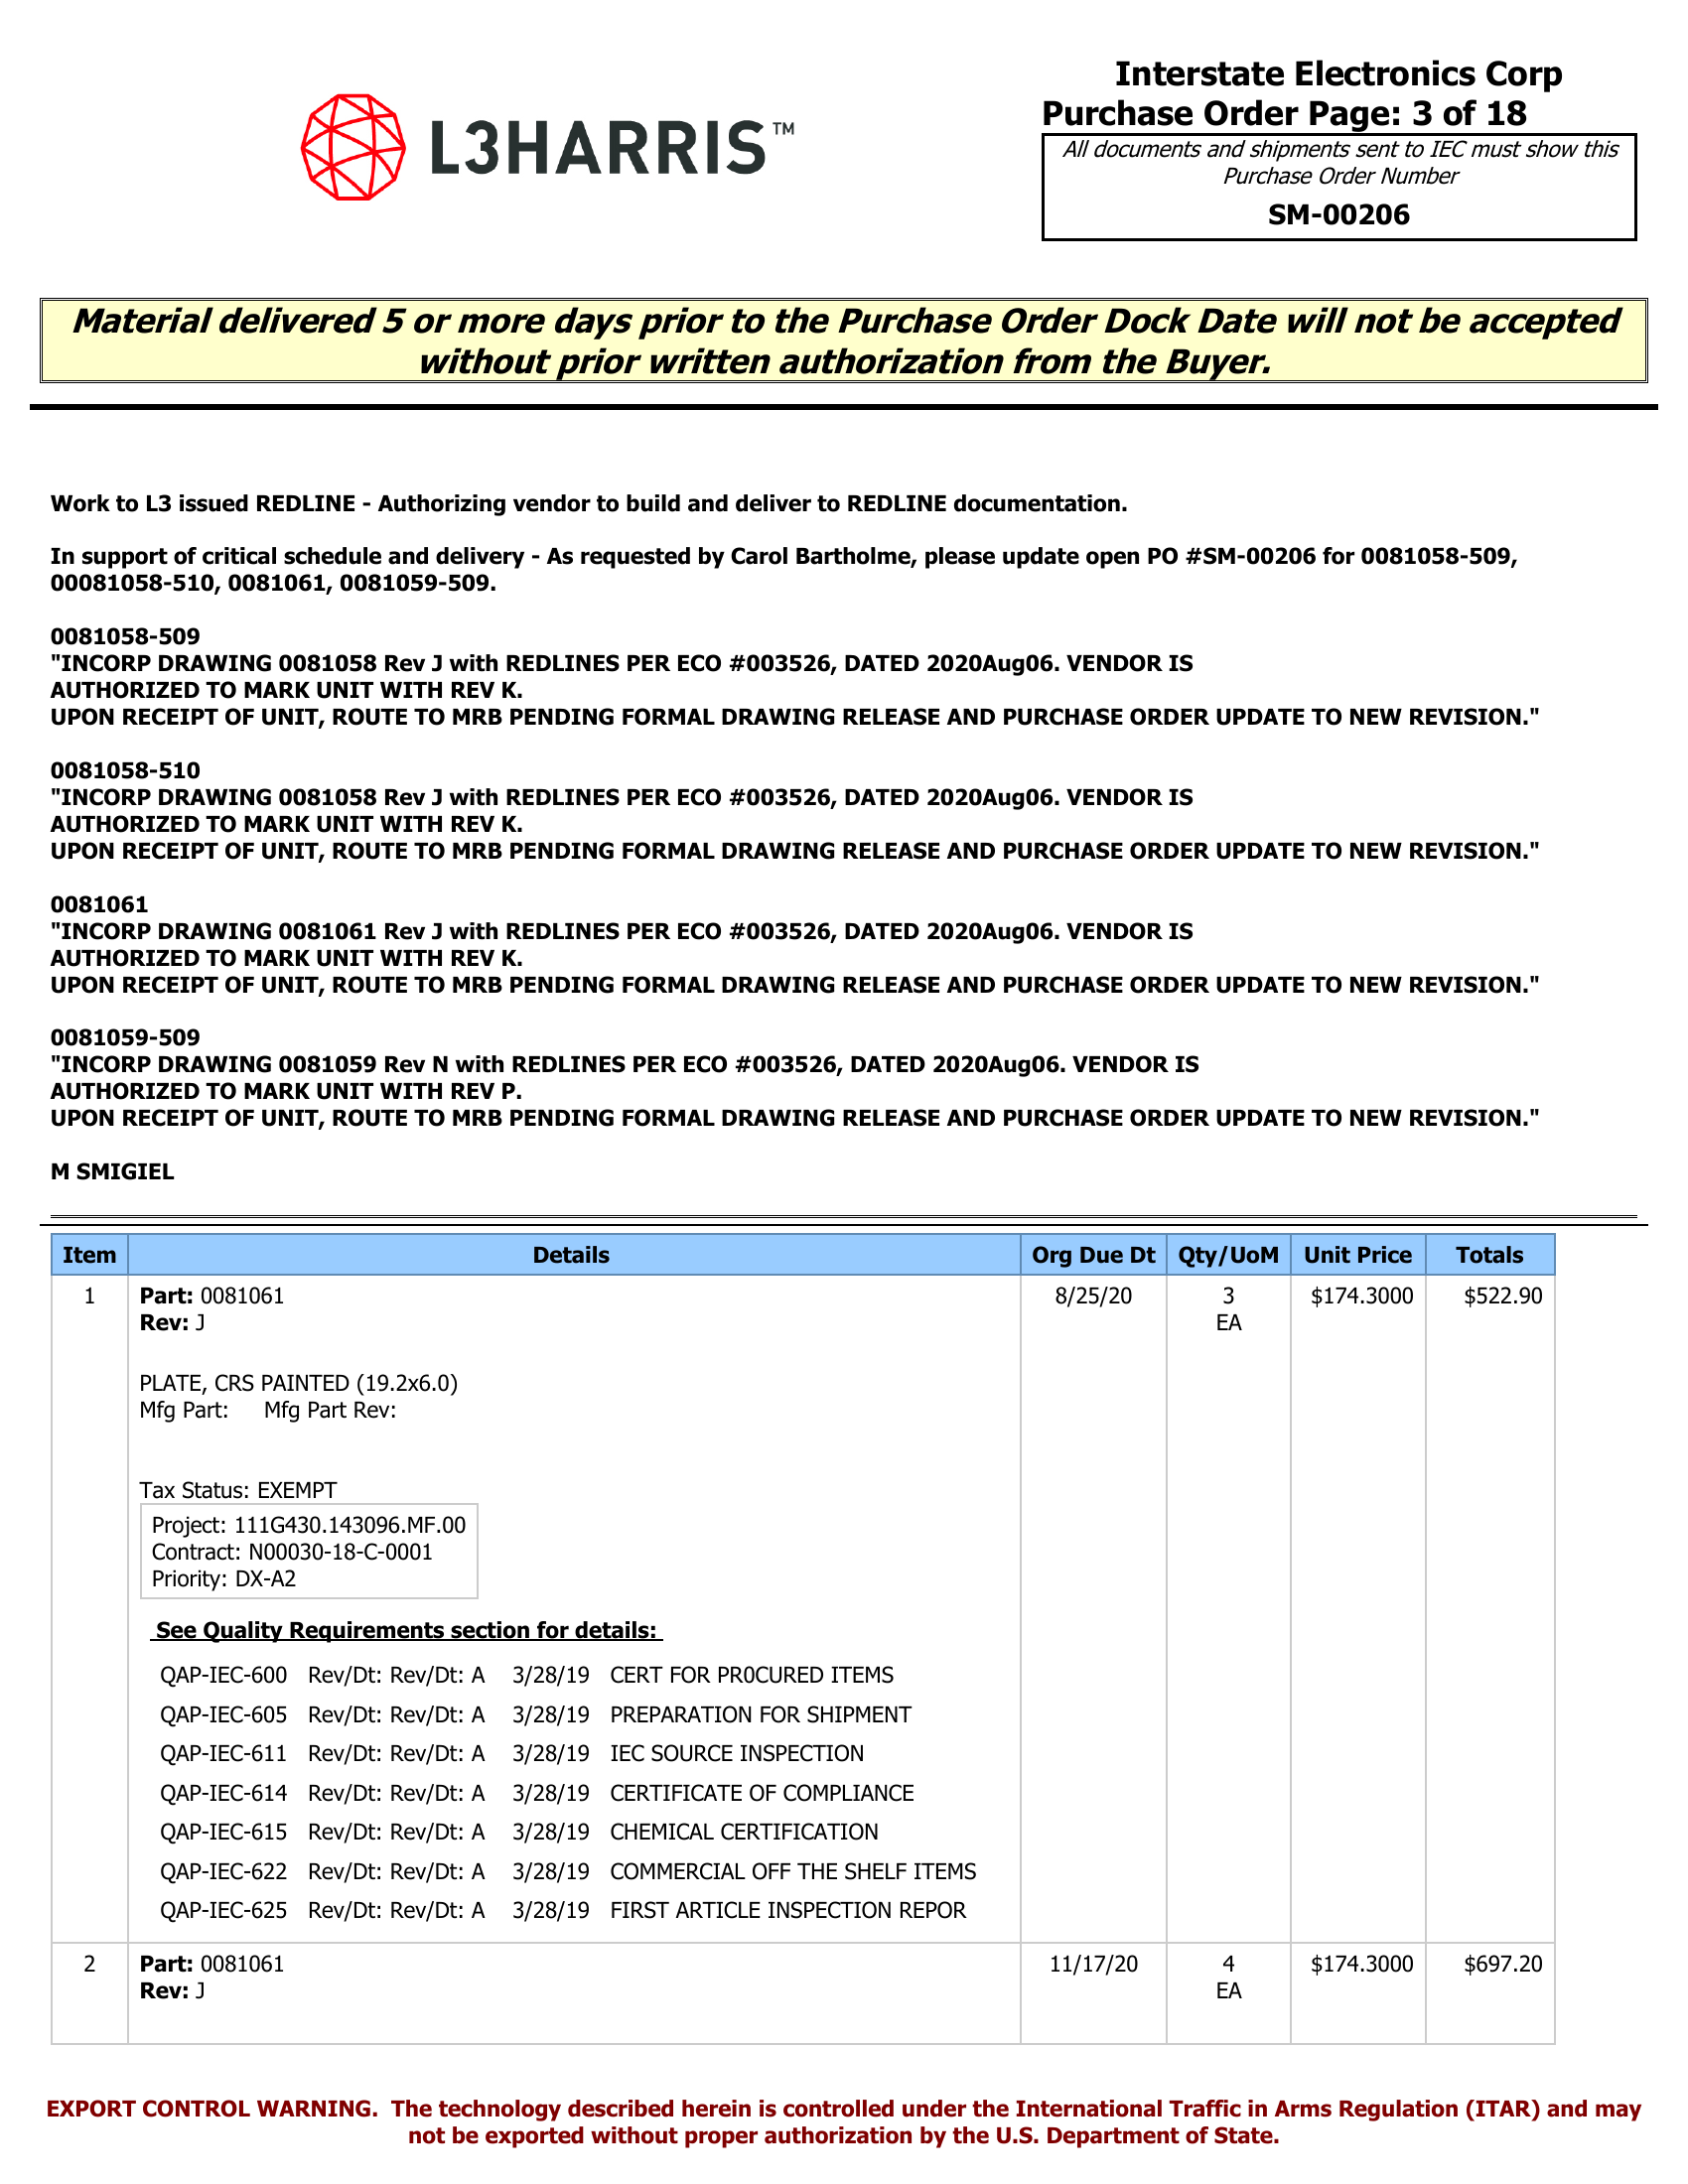 L3HARRIS™
Interstate Electronics Corp
Purchase Order Page: 3 of 18
All documents and shipments sent to IEC must show this
Purchase Order Number
SM-00206
Material delivered 5 or more days prior to the Purchase Order Dock Date will not be accepted
without prior written authorization from the Buyer.
Work to L3 issued REDLINE - Authorizing vendor to build and deliver to REDLINE documentation.
In support of critical schedule and delivery - As requested by Carol Bartholme, please update open PO #SM-00206 for 0081058-509,
00081058-510, 0081061, 0081059-509.
0081058-509
"INCORP DRAWING 0081058 Rev J with REDLINES PER ECO #003526, DATED 2020Aug06. VENDOR IS
AUTHORIZED TO MARK UNIT WITH REV K.
UPON RECEIPT OF UNIT, ROUTE TO MRB PENDING FORMAL DRAWING RELEASE AND PURCHASE ORDER UPDATE TO NEW REVISION."
0081058-510
"INCORP DRAWING 0081058 Rev J with REDLINES PER ECO #003526, DATED 2020Aug06. VENDOR IS
AUTHORIZED TO MARK UNIT WITH REV K.
UPON RECEIPT OF UNIT, ROUTE TO MRB PENDING FORMAL DRAWING RELEASE AND PURCHASE ORDER UPDATE TO NEW REVISION."
0081061
"INCORP DRAWING 0081061 Rev J with REDLINES PER ECO #003526, DATED 2020Aug06. VENDOR IS
AUTHORIZED TO MARK UNIT WITH REV K.
UPON RECEIPT OF UNIT, ROUTE TO MRB PENDING FORMAL DRAWING RELEASE AND PURCHASE ORDER UPDATE TO NEW REVISION."
0081059-509
"INCORP DRAWING 0081059 Rev N with REDLINES PER ECO #003526, DATED 2020Aug06. VENDOR IS
AUTHORIZED TO MARK UNIT WITH REV P.
UPON RECEIPT OF UNIT, ROUTE TO MRB PENDING FORMAL DRAWING RELEASE AND PURCHASE ORDER UPDATE TO NEW REVISION."
M SMIGIEL
Item Details Org Due Dt Qty/UoM Unit Price Totals
1 Part: 0081061 8/25/20 3 $174.3000 $522.90
Rev: J EA
PLATE, CRS PAINTED (19.2x6.0)
Mfg Part: Mfg Part Rev:
Tax Status: EXEMPT
Project: 111G430.143096.MF.00
Contract: N00030-18-C-0001
Priority: DX-A2
See Quality Requirements section for details:
QAP-IEC-600 Rev/Dt: Rev/Dt: A 3/28/19 CERT FOR PR0CURED ITEMS
QAP-IEC-605 Rev/Dt: Rev/Dt: A 3/28/19 PREPARATION FOR SHIPMENT
QAP-IEC-611 Rev/Dt: Rev/Dt: A 3/28/19 IEC SOURCE INSPECTION
QAP-IEC-614 Rev/Dt: Rev/Dt: A 3/28/19 CERTIFICATE OF COMPLIANCE
QAP-IEC-615 Rev/Dt: Rev/Dt: A 3/28/19 CHEMICAL CERTIFICATION
QAP-IEC-622 Rev/Dt: Rev/Dt: A 3/28/19 COMMERCIAL OFF THE SHELF ITEMS
QAP-IEC-625 Rev/Dt: Rev/Dt: A 3/28/19 FIRST ARTICLE INSPECTION REPOR
2 Part: 0081061 11/17/20 4 $174.3000 $697.20
Rev: J EA
EXPORT CONTROL WARNING. The technology described herein is controlled under the International Traffic in Arms Regulation (ITAR) and may
not be exported without proper authorization by the U.S. Department of State.